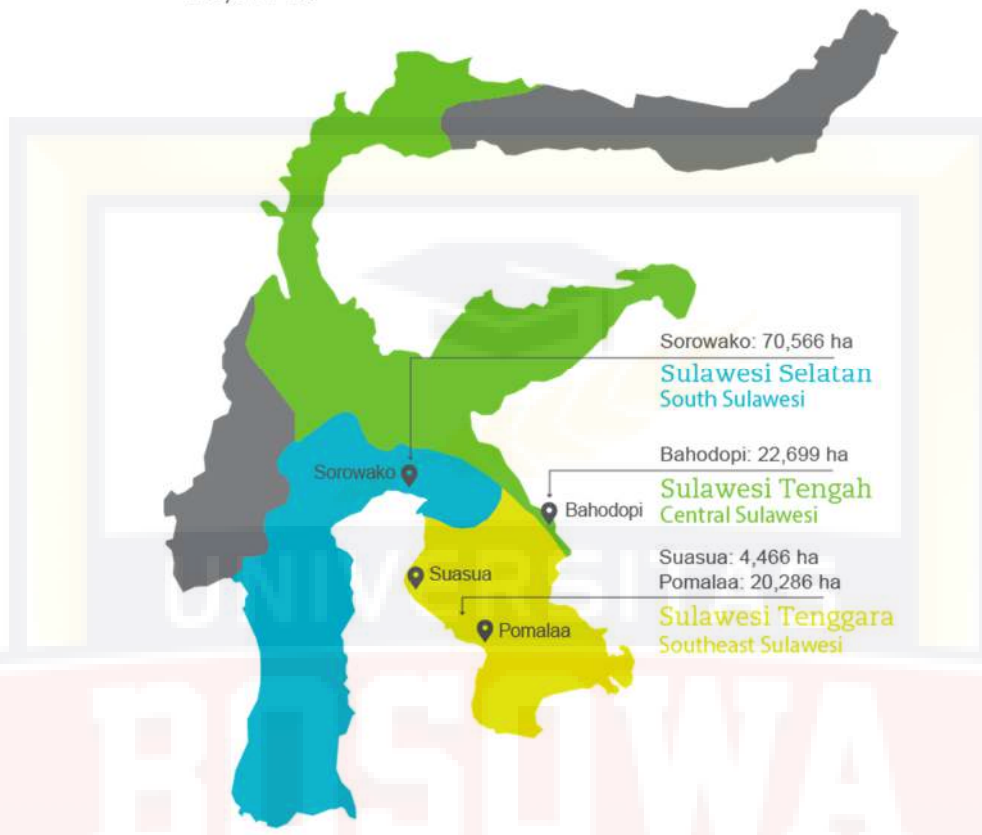 Sorowako: 70,566 ha
Sulawesi Selatan
South Sulawesi
Sorowako
Bahodopi: 22,699 ha
Sulawesi Tengah
Central Sulawesi
Bahodopi
Suasua: 4,466 ha
Pomalaa: 20,286 ha
Sulawesi Tenggara
Southeast Sulawesi
Suasua
Pomalaa
UNIVERSITAS
BOSOWA